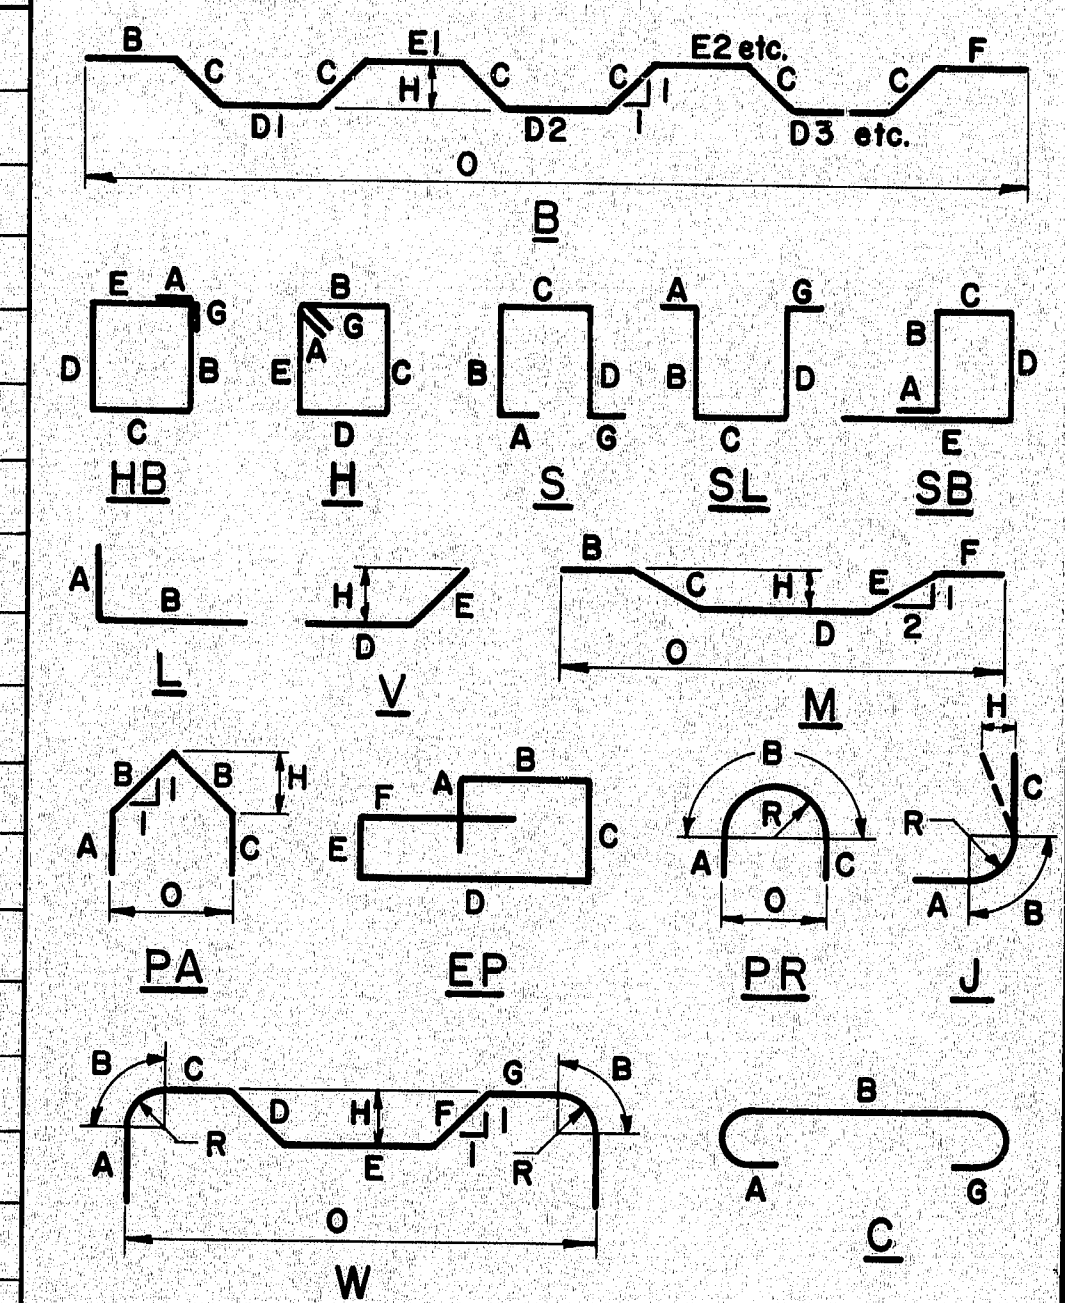 B C D1 C E1 H C D2 C 1 1 E2 etc. C D3 etc. C F
O
B
E A G D B C
HB
B G A E C D
H
C B D A G
S
A G B D C
SL
C B D A E
SB
A B
L
H E D
V
B C H D E 1 2 F
O
M
B B H 1 1 A C
O
PA
B A F C E D
EP
B R A C
O
PR
H C R A B
J
B C G B
D H F 1 1
R A E R
O
W
B
A G
C